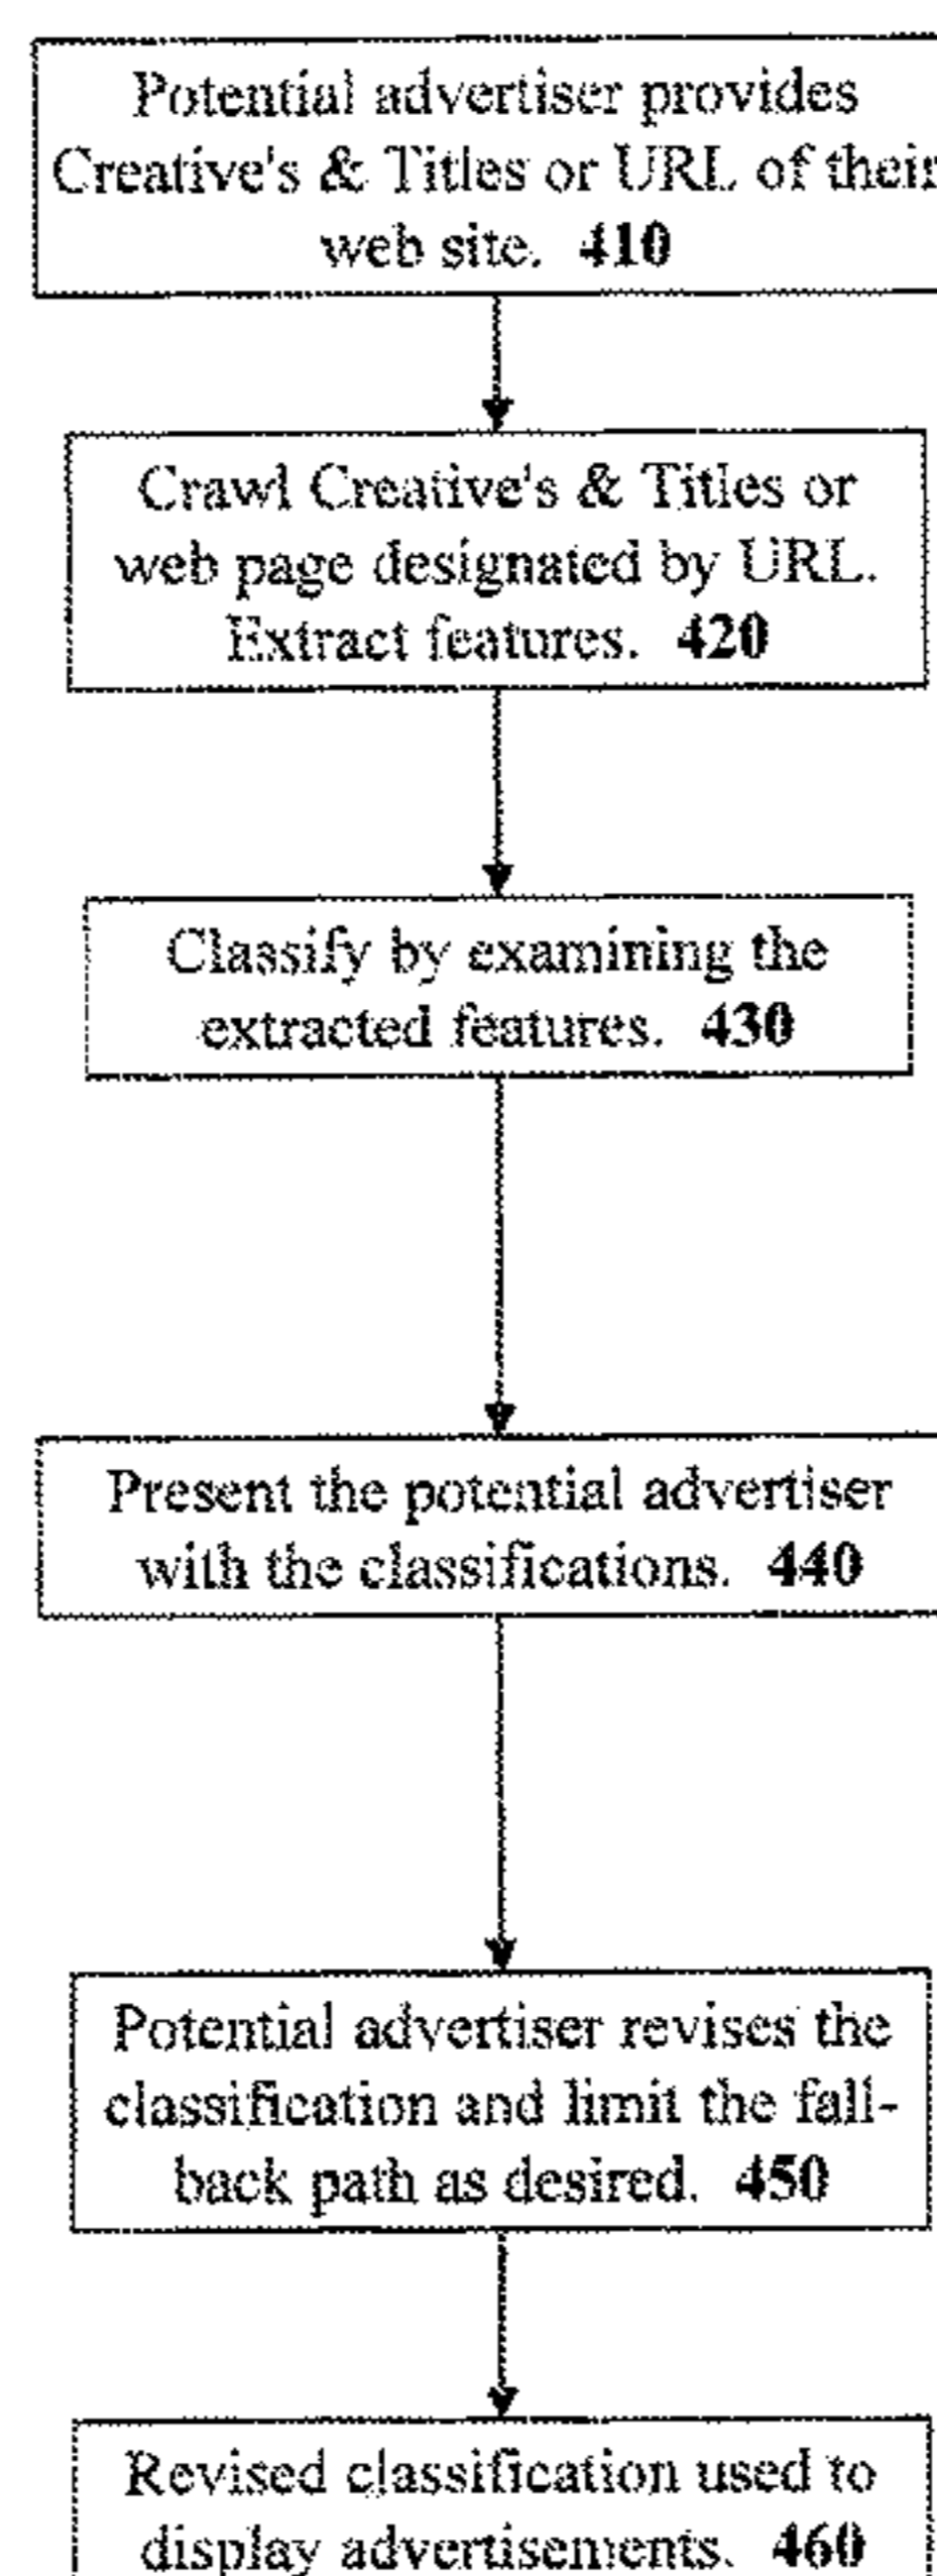 Potential advertiser provides
Creative's & Titles or URL of their
web site. 410
Crawl Creative's & Titles or
web page designated by URL.
Extract features. 420
Classify by examining the
extracted features. 430
Present the potential advertiser
with the classifications. 440
Potential advertiser revises the
classification and limit the fall-
back path as desired. 450
Revised classification used to
display advertisements. 460